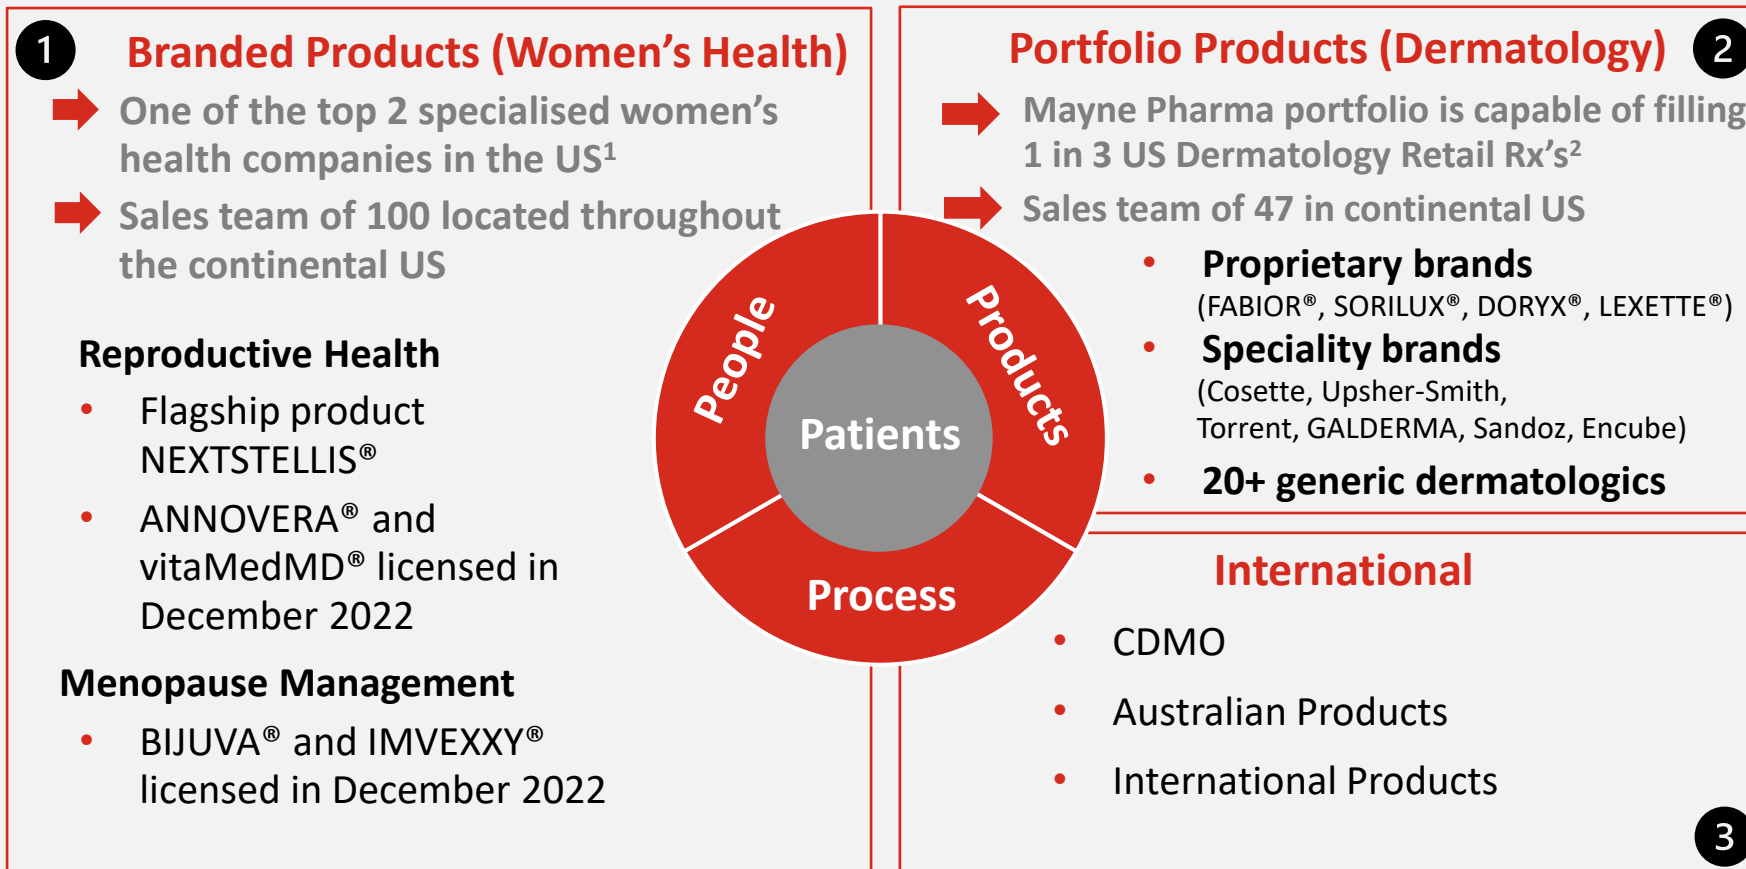 1
Branded Products (Women’s Health)
One of the top 2 specialised women’s
health companies in the US¹
Sales team of 100 located throughout
the continental US
Reproductive Health
• Flagship product
NEXTSTELLIS®
• ANNOVERA® and
vitaMedMD® licensed in
December 2022
Menopause Management
• BIJUVA® and IMVEXXY®
licensed in December 2022
People
Products
Patients
Process
Portfolio Products (Dermatology)
2
Mayne Pharma portfolio is capable of filling
1 in 3 US Dermatology Retail Rx’s²
Sales team of 47 in continental US
• Proprietary brands
(FABIOR®, SORILUX®, DORYX®, LEXETTE®)
• Speciality brands
(Cosette, Upsher-Smith,
Torrent, GALDERMA, Sandoz, Encube)
• 20+ generic dermatologics
International
• CDMO
• Australian Products
• International Products
3